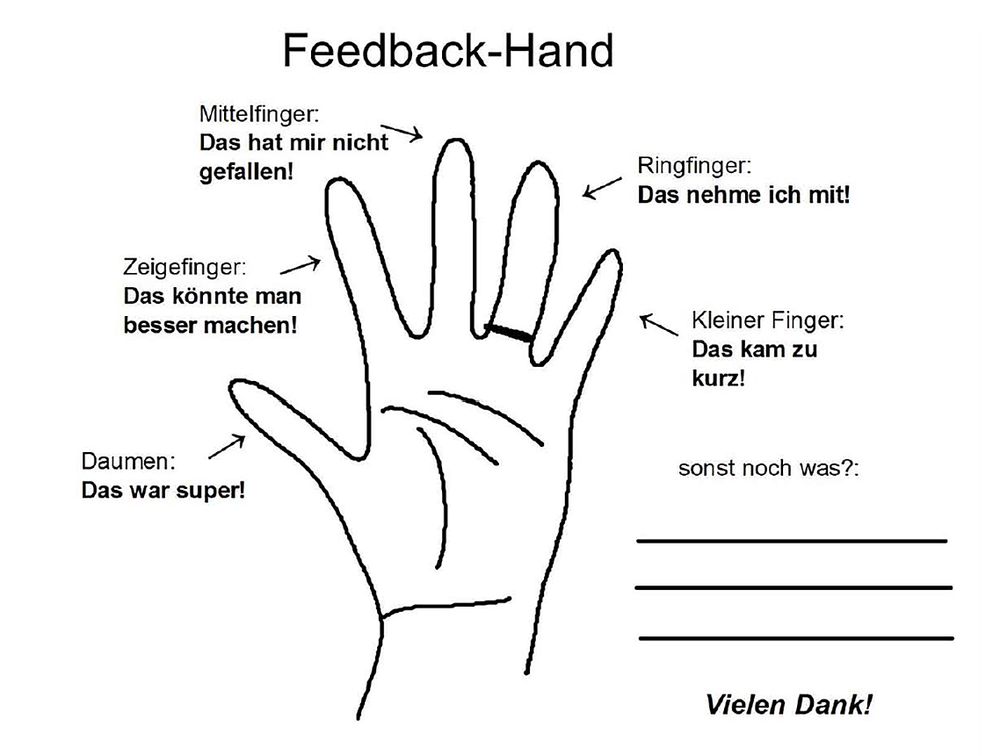 Feedback-Hand
Mittelfinger:
Das hat mir nicht
gefallen!
Ringfinger:
Das nehme ich mit!
Zeigefinger:
Das könnte man
besser machen!
Kleiner Finger:
Das kam zu
kurz!
Daumen:
Das war super!
sonst noch was?:
Vielen Dank!